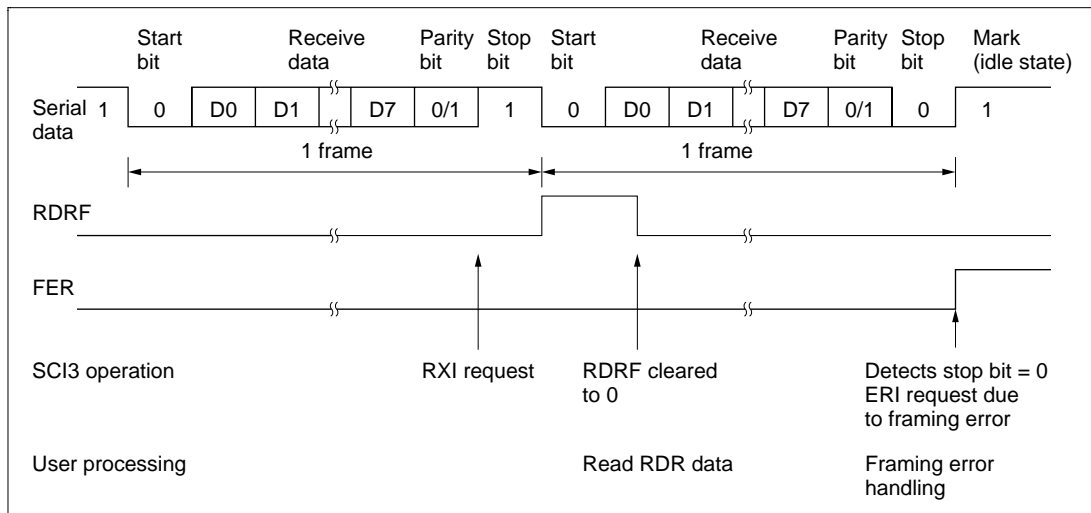 Start bit Receive data Parity bit Stop bit Start bit Receive data Parity bit Stop bit Mark (idle state)
Serial data 1 0 D0 D1 D7 0/1 1 0 D0 D1 D7 0/1 0 1
1 frame 1 frame
RDRF
FER
SCI3 operation RXI request RDRF cleared to 0 Detects stop bit = 0 ERI request due to framing error
User processing Read RDR data Framing error handling